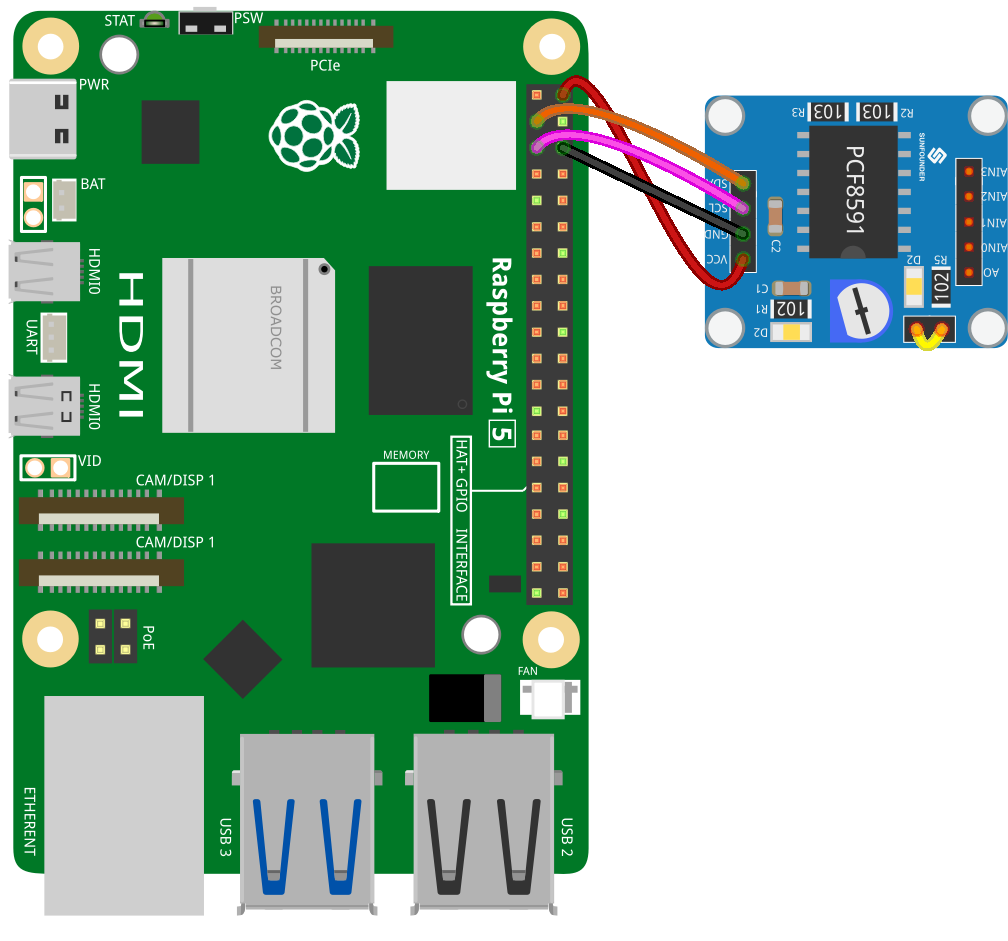 STAT
PSW
PCIe
PWR
BAT
HDMI0
UART
HDMI0
HDMI
BROADCOM
Raspberry Pi 5
VID
CAM/DISP 1
CAM/DISP 1
MEMORY
HAT+ GPIO INTERFACE
PoE
FAN
ETHERENT
USB 3
USB 2
R3
103
103
R2
SUNFOUNDER
PCF8591
SDA
SCL
GND
VCC
C2
AIN3
AIN2
AIN1
AIN0
AO
D2
R5
102
C1
R1
102
D2